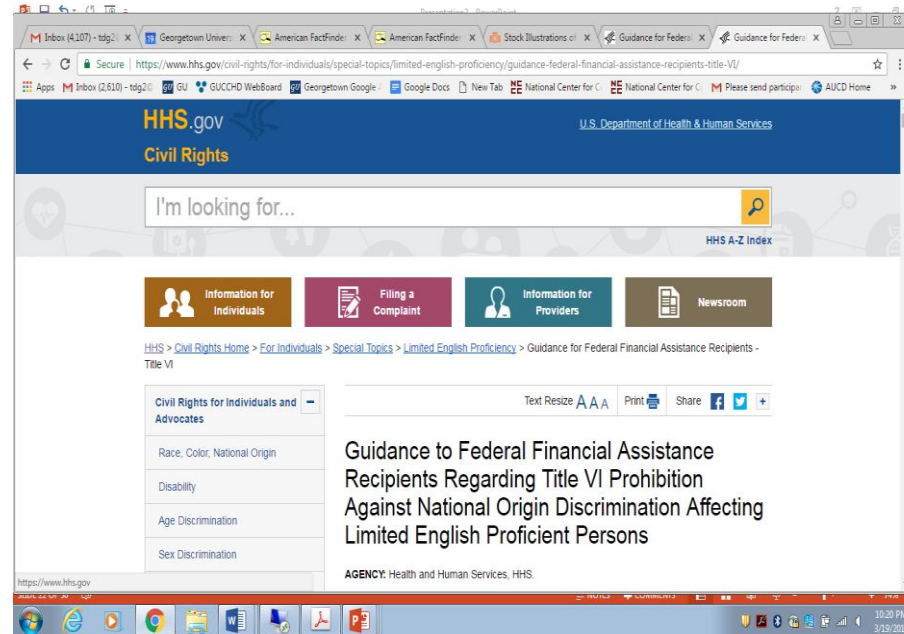 Presentation2 - PowerPoint
Inbox (4,107) - tdg2
Georgetown Univers
American FactFinder
American FactFinder
Stock Illustrations of
Guidance for Federal
Guidance for Federal
Secure | https://www.hhs.gov/civil-rights/for-individuals/special-topics/limited-english-proficiency/guidance-federal-financial-assistance-recipients-title-VI/
Apps Inbox (2,610) - tdg2 GU GUCCHD WebBoard Georgetown Google Google Docs New Tab National Center for C National Center for C Please send participa AUCD Home »
HHS.gov
U.S. Department of Health & Human Services
Civil Rights
I'm looking for...
HHS A-Z Index
Information for Individuals
Filing a Complaint
Information for Providers
Newsroom
HHS > Civil Rights Home > For Individuals > Special Topics > Limited English Proficiency > Guidance for Federal Financial Assistance Recipients -
Title VI
Civil Rights for Individuals and
Advocates
Text Resize A A A Print Share +
Race, Color, National Origin
Disability
Age Discrimination
Sex Discrimination
Guidance to Federal Financial Assistance
Recipients Regarding Title VI Prohibition
Against National Origin Discrimination Affecting
Limited English Proficient Persons
AGENCY: Health and Human Services, HHS.
https://www.hhs.gov
NOTES COMMENTS
10:20 PM
3/19/201